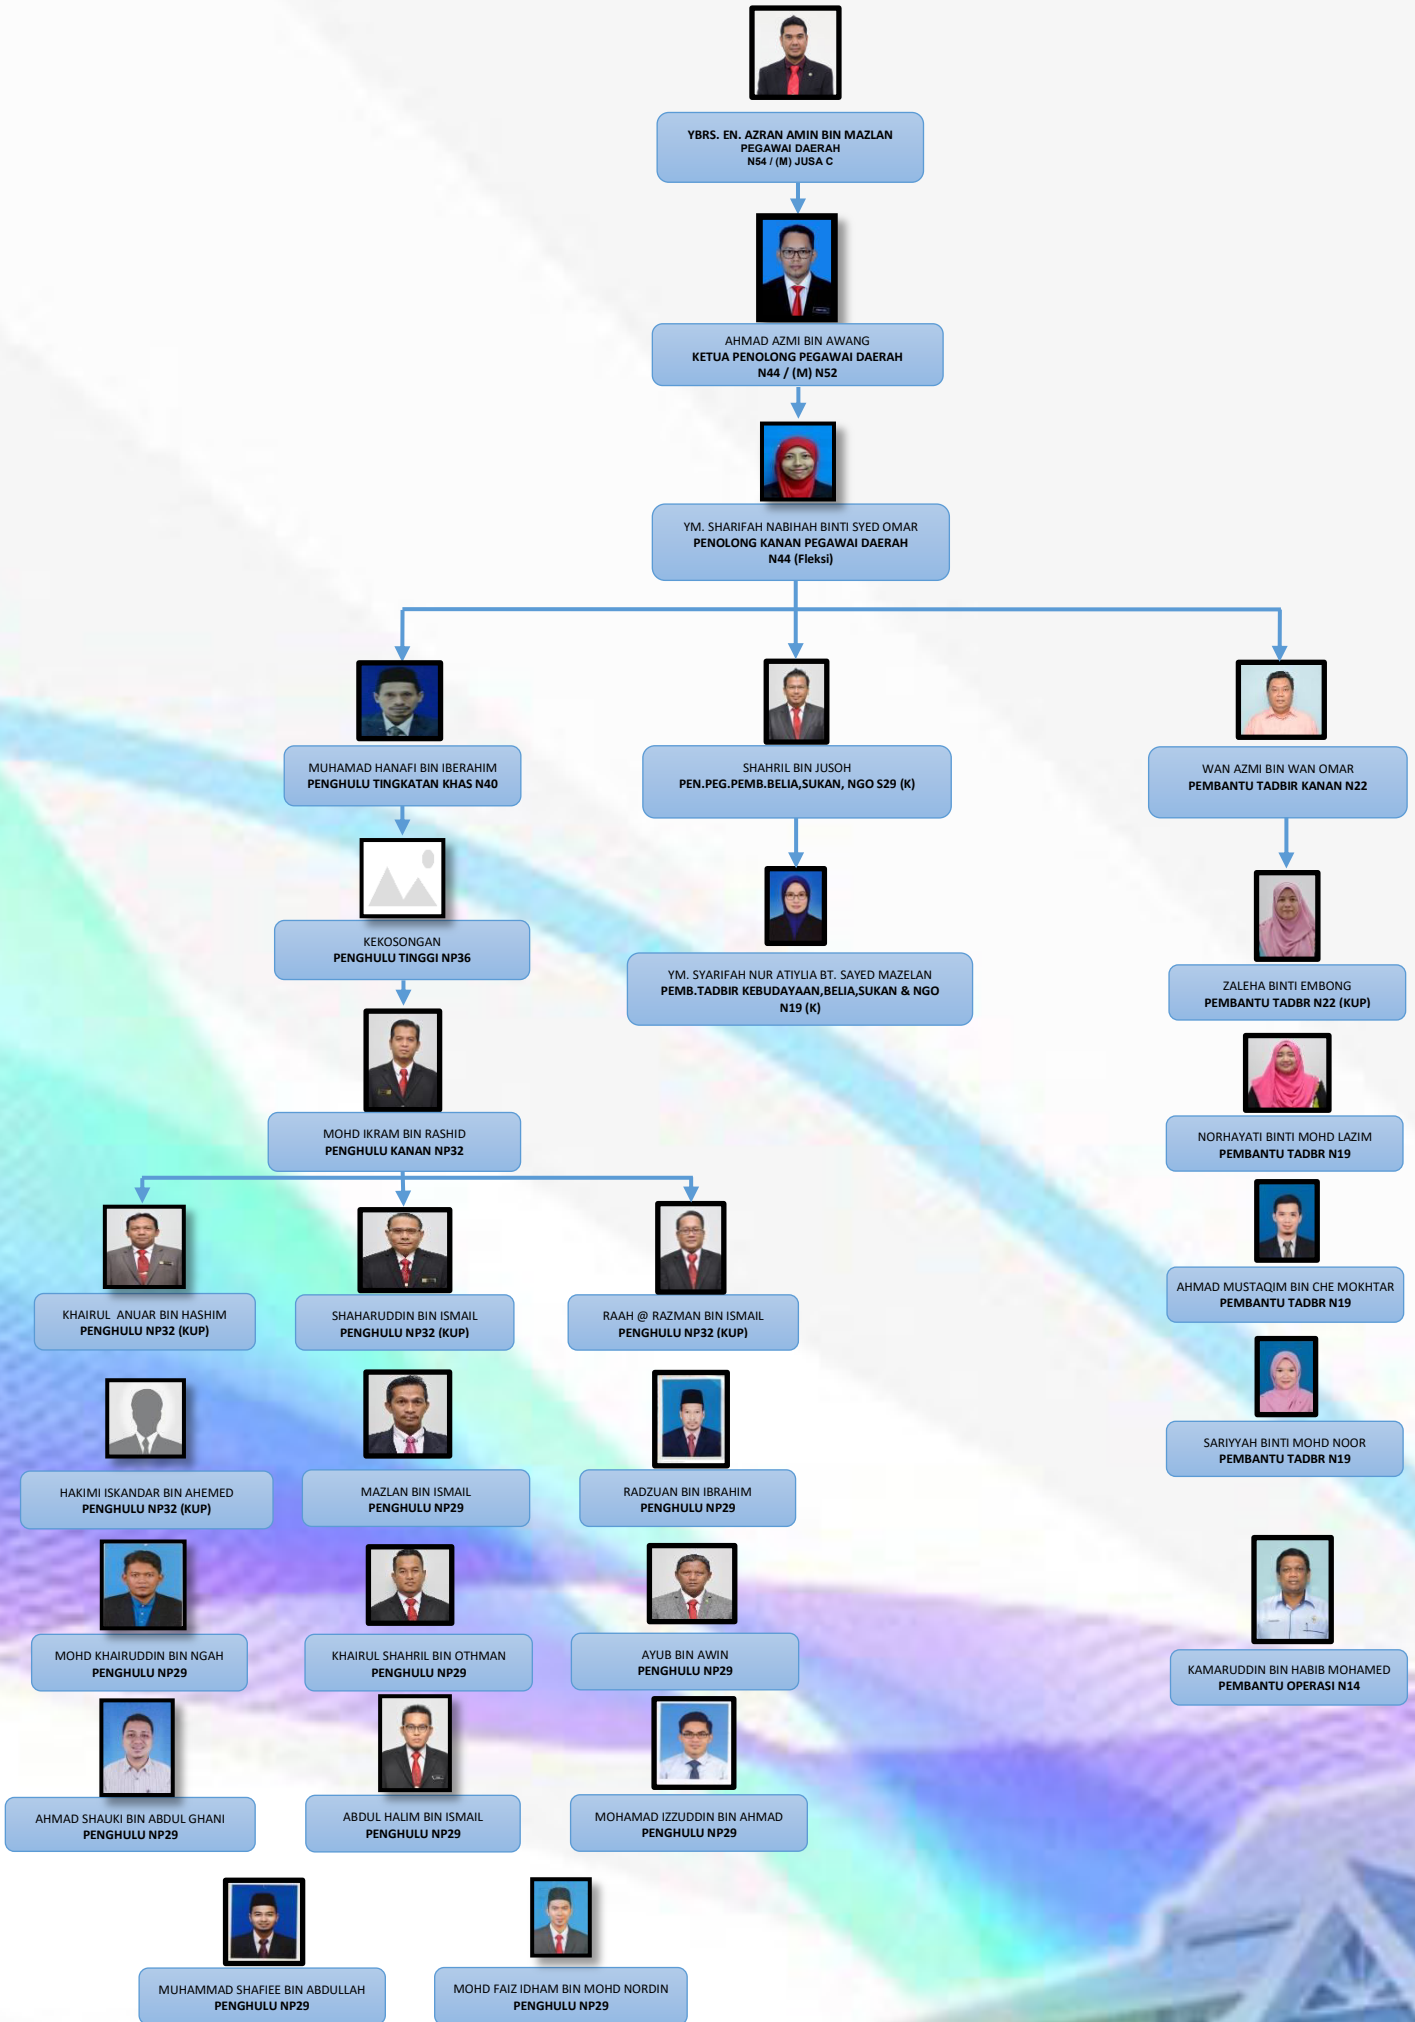 YBRS. EN. AZRAN AMIN BIN MAZLAN
PEGAWAI DAERAH
N54 / (M) JUSA C
AHMAD AZMI BIN AWANG
KETUA PENOLONG PEGAWAI DAERAH
N44 / (M) N52
YM. SHARIFAH NABIHAH BINTI SYED OMAR
PENOLONG KANAN PEGAWAI DAERAH
N44 (Fleksi)
MUHAMAD HANAFI BIN IBERAHIM
PENGHULU TINGKATAN KHAS N40
SHAHRIL BIN JUSOH
PEN.PEG.PEMB.BELIA,SUKAN, NGO S29 (K)
WAN AZMI BIN WAN OMAR
PEMBANTU TADBIR KANAN N22
KEKOSONGAN
PENGHULU TINGGI NP36
YM. SYARIFAH NUR ATIYLIA BT. SAYED MAZELAN
PEMB.TADBIR KEBUDAYAAN,BELIA,SUKAN & NGO
N19 (K)
ZALEHA BINTI EMBONG
PEMBANTU TADBR N22 (KUP)
MOHD IKRAM BIN RASHID
PENGHULU KANAN NP32
NORHAYATI BINTI MOHD LAZIM
PEMBANTU TADBR N19
AHMAD MUSTAQIM BIN CHE MOKHTAR
PEMBANTU TADBR N19
KHAIRUL  ANUAR BIN HASHIM
PENGHULU NP32 (KUP)
SHAHARUDDIN BIN ISMAIL
PENGHULU NP32 (KUP)
RAAH @ RAZMAN BIN ISMAIL
PENGHULU NP32 (KUP)
SARIYYAH BINTI MOHD NOOR
PEMBANTU TADBR N19
HAKIMI ISKANDAR BIN AHEMED
PENGHULU NP32 (KUP)
MAZLAN BIN ISMAIL
PENGHULU NP29
RADZUAN BIN IBRAHIM
PENGHULU NP29
MOHD KHAIRUDDIN BIN NGAH
PENGHULU NP29
KHAIRUL SHAHRIL BIN OTHMAN
PENGHULU NP29
AYUB BIN AWIN
PENGHULU NP29
KAMARUDDIN BIN HABIB MOHAMED
PEMBANTU OPERASI N14
AHMAD SHAUKI BIN ABDUL GHANI
PENGHULU NP29
ABDUL HALIM BIN ISMAIL
PENGHULU NP29
MOHAMAD IZZUDDIN BIN AHMAD
PENGHULU NP29
MUHAMMAD SHAFIEE BIN ABDULLAH
PENGHULU NP29
MOHD FAIZ IDHAM BIN MOHD NORDIN
PENGHULU NP29